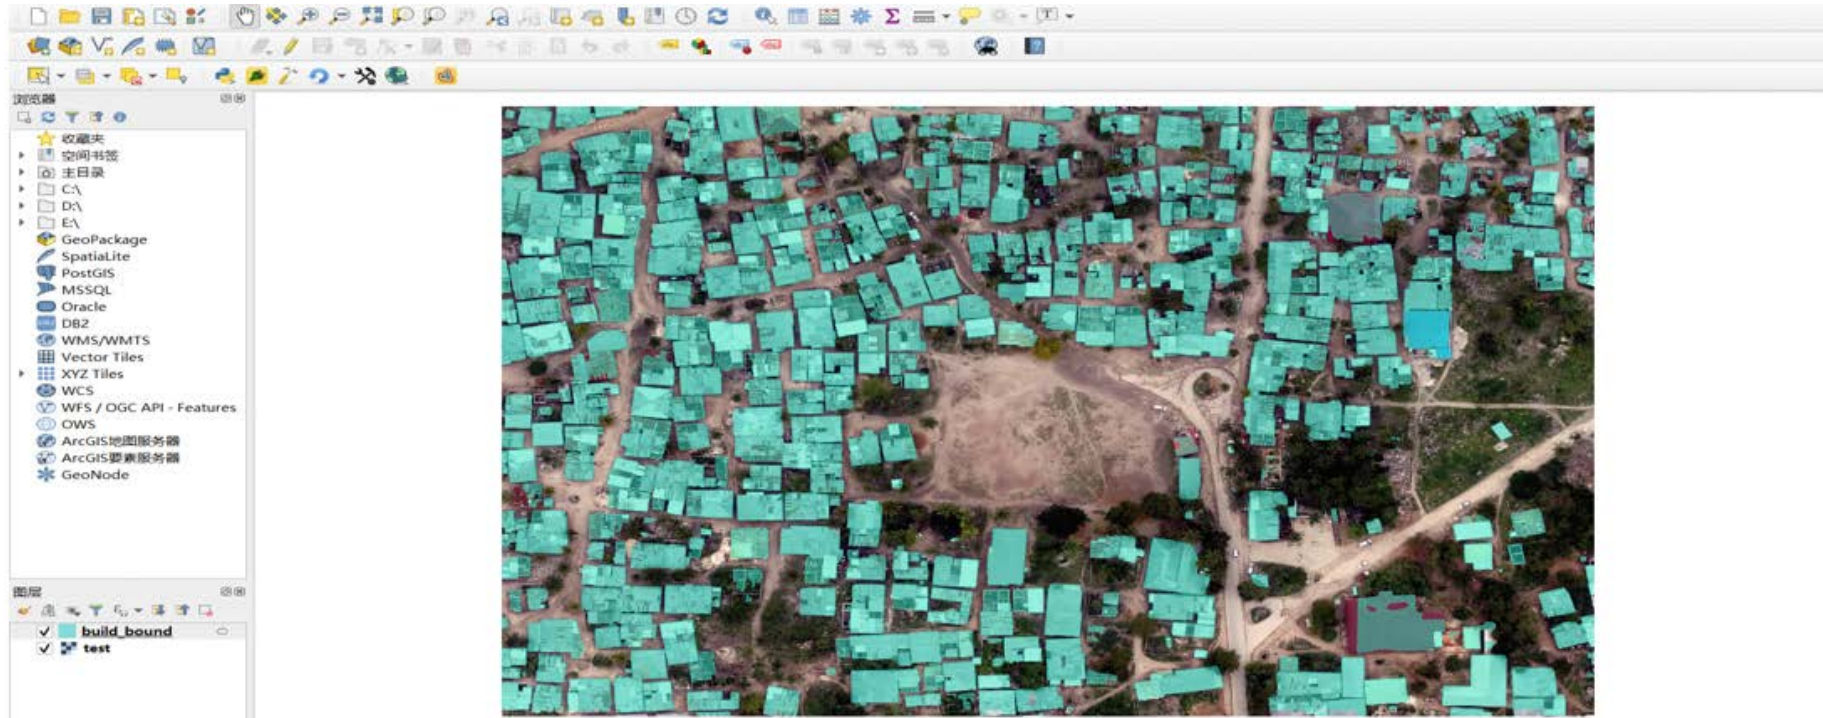 浏览器
收藏夹
空间书签
主目录
C:\
D:\
E:\
GeoPackage
SpatiaLite
PostGIS
MSSQL
Oracle
DB2
WMS/WMTS
Vector Tiles
XYZ Tiles
WCS
WFS / OGC API - Features
OWS
ArcGIS地图服务器
ArcGIS要素服务器
GeoNode
图层
build_bound
test